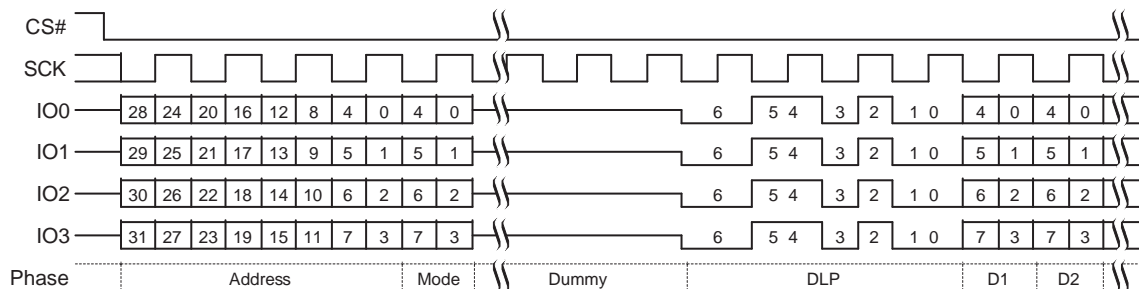 CS#
SCK
IO0 28 24 20 16 12 8 4 0 4 0 6 5 4 3 2 1 0 4 0 4 0
IO1 29 25 21 17 13 9 5 1 5 1 6 5 4 3 2 1 0 5 1 5 1
IO2 30 26 22 18 14 10 6 2 6 2 6 5 4 3 2 1 0 6 2 6 2
IO3 31 27 23 19 15 11 7 3 7 3 6 5 4 3 2 1 0 7 3 7 3
Phase Address Mode Dummy DLP D1 D2